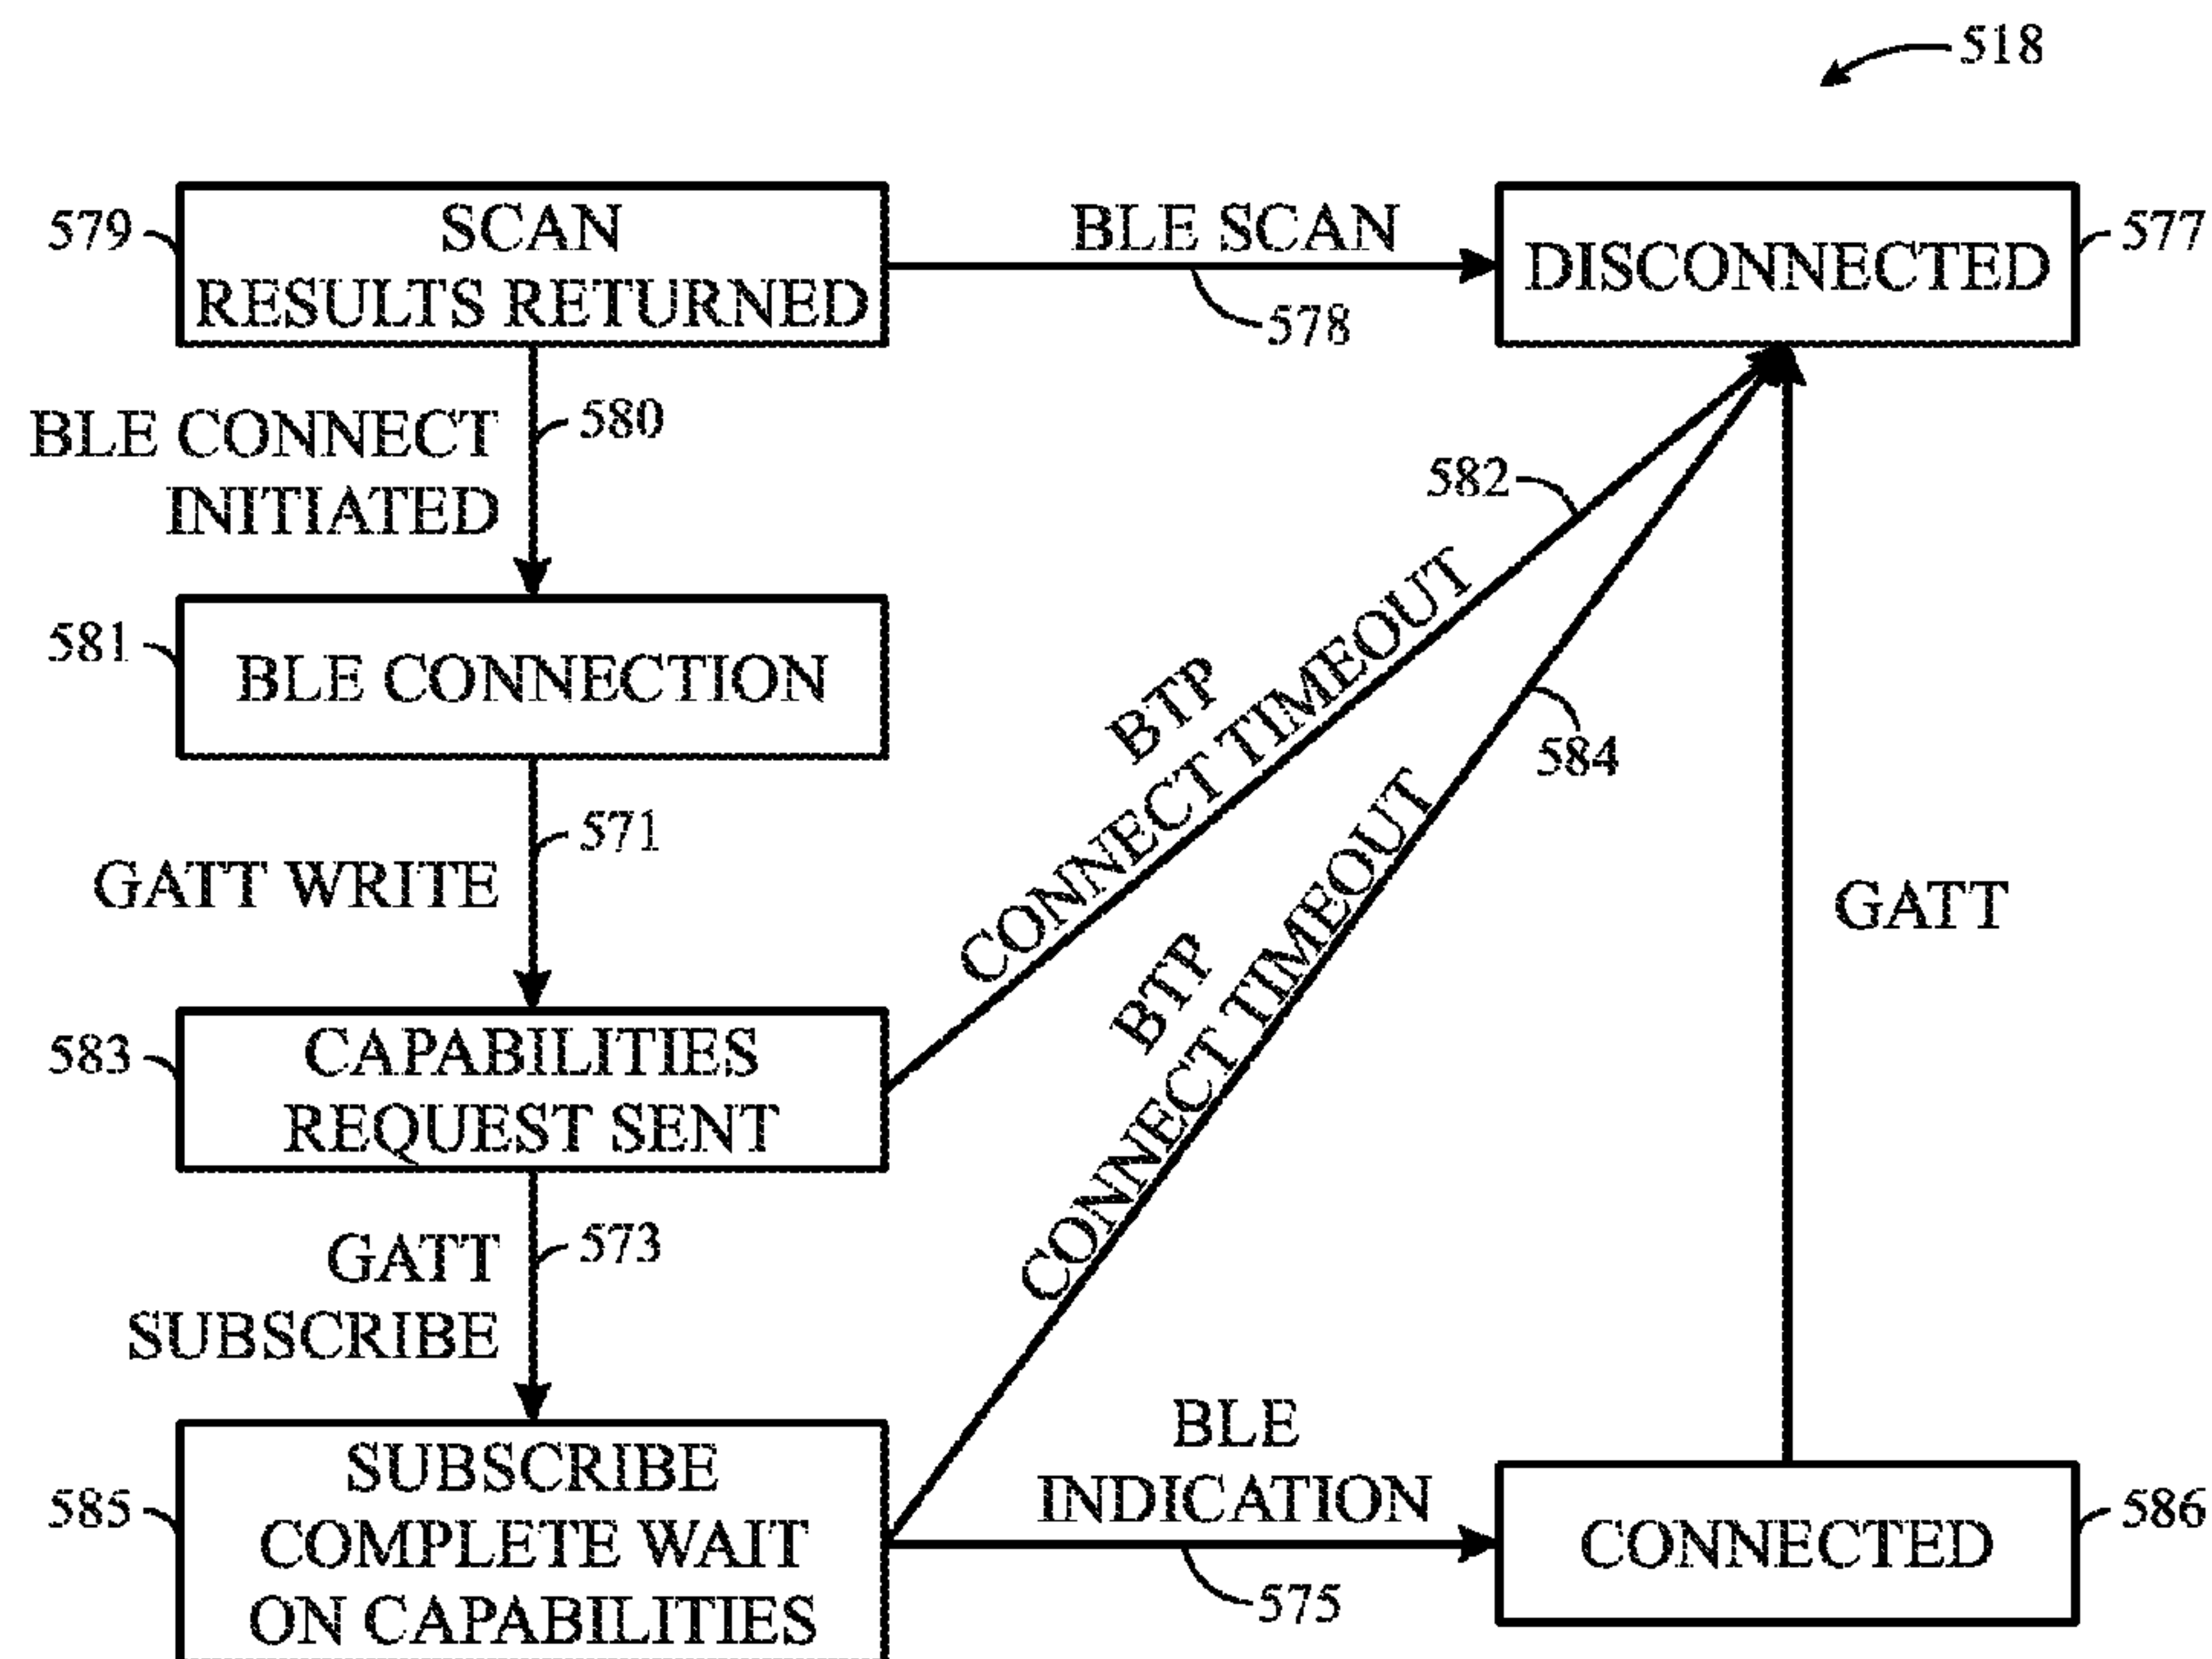 518
579
SCAN
RESULTS RETURNED
BLE SCAN
578
DISCONNECTED
577
BLE CONNECT
INITIATED
580
582
581
BLE CONNECTION
BTP
CONNECT TIMEOUT
584
GATT WRITE
571
BTP
CONNECT TIMEOUT
GATT
583
CAPABILITIES
REQUEST SENT
GATT
SUBSCRIBE
573
585
SUBSCRIBE
COMPLETE WAIT
ON CAPABILITIES
BLE
INDICATION
575
CONNECTED
586